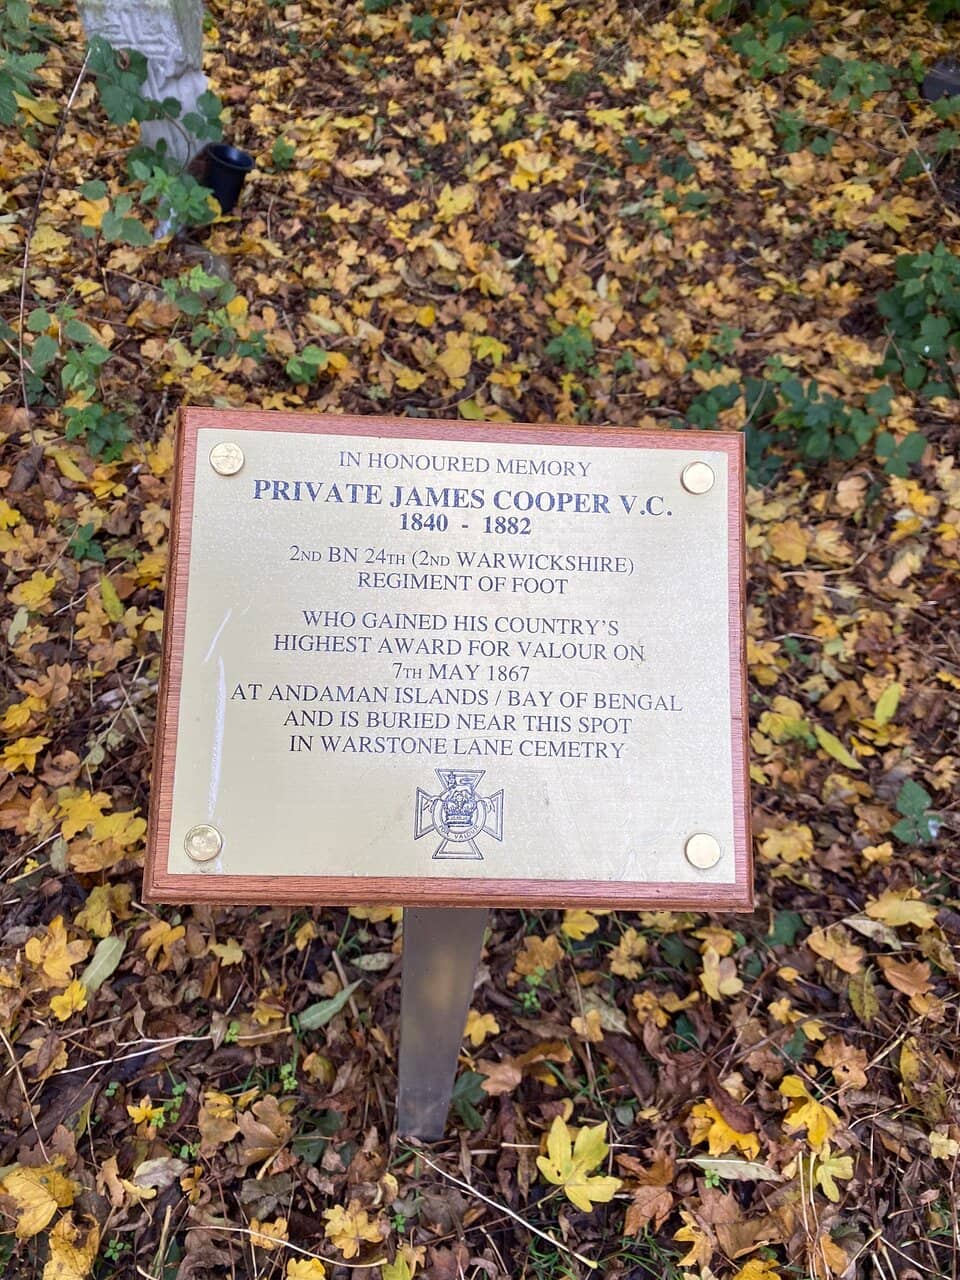 IN HONOURED MEMORY
PRIVATE JAMES COOPER V.C.
1840 - 1882
2ND BN 24TH (2ND WARWICKSHIRE)
REGIMENT OF FOOT
WHO GAINED HIS COUNTRY'S
HIGHEST AWARD FOR VALOUR ON
7TH MAY 1867
AT ANDAMAN ISLANDS / BAY OF BENGAL
AND IS BURIED NEAR THIS SPOT
IN WARSTONE LANE CEMETRY
FOR VALOUR